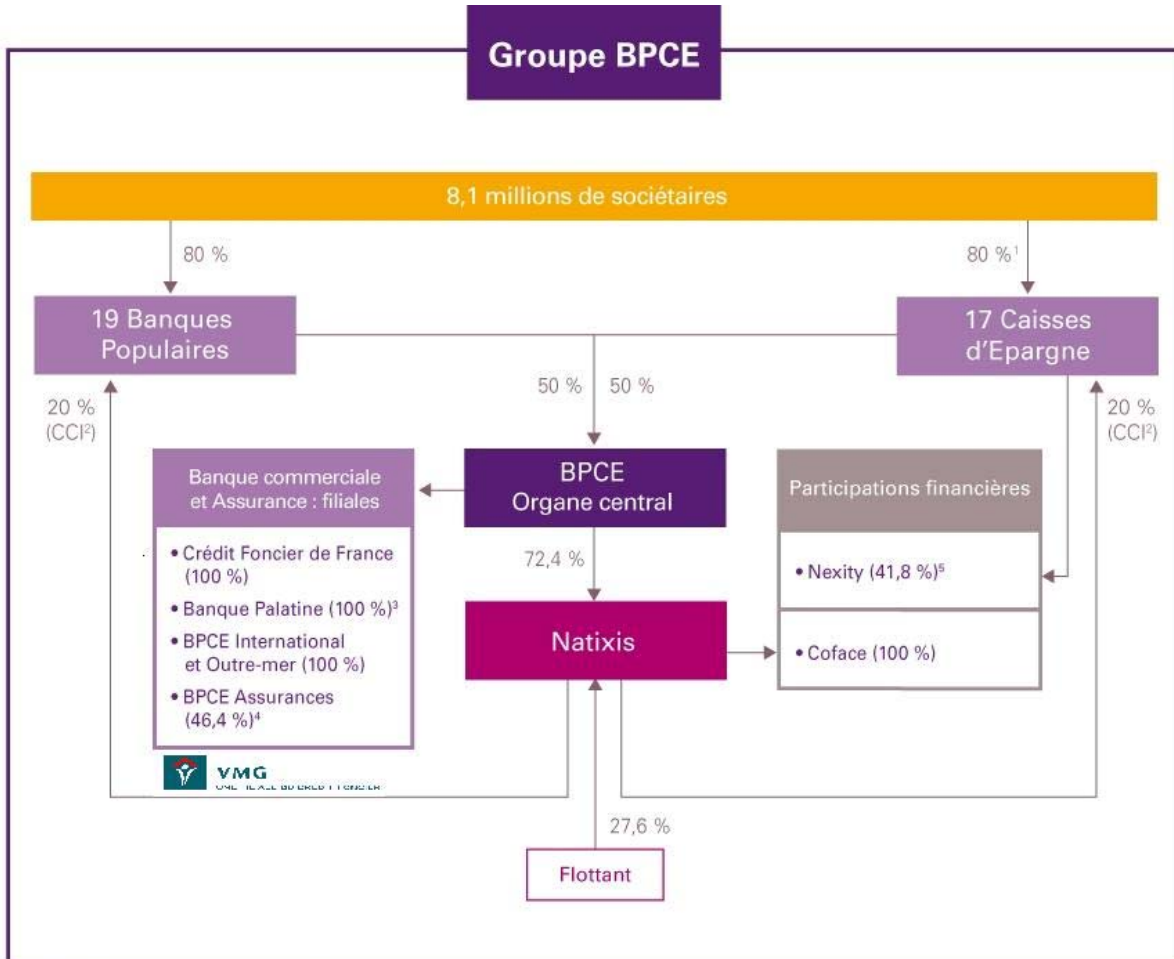 Groupe BPCE
8,1 millions de sociétaires
80 %
80 %¹
19 Banques
Populaires
17 Caisses
d'Epargne
50 %
50 %
20 %
(CCI²)
20 %
(CCI²)
Banque commerciale
et Assurance : filiales
BPCE
Organe central
Participations financières
• Crédit Foncier de France
(100 %)
• Banque Palatine (100 %)³
• BPCE International
et Outre-mer (100 %)
• BPCE Assurances
(46,4 %)⁴
72,4 %
• Nexity (41,8 %)⁵
Natixis
• Coface (100 %)
VMG
27,6 %
Flottant